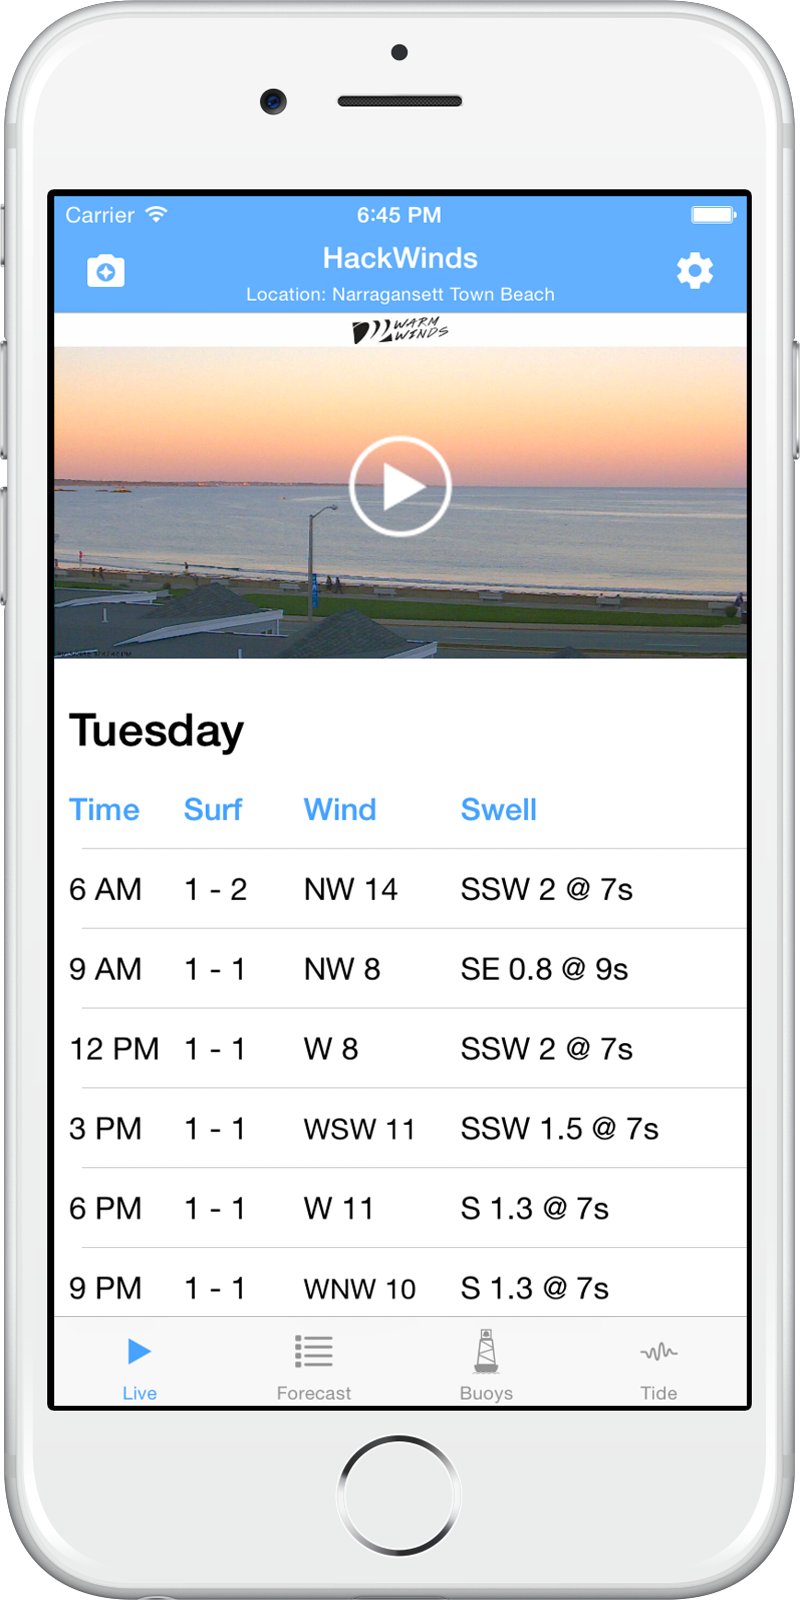 Carrier 6:45 PM
HackWinds
Location: Narragansett Town Beach
WARM
WINDS
Tuesday
Time Surf Wind Swell
6 AM 1 - 2 NW 14 SSW 2 @ 7s
9 AM 1 - 1 NW 8 SE 0.8 @ 9s
12 PM 1 - 1 W 8 SSW 2 @ 7s
3 PM 1 - 1 WSW 11 SSW 1.5 @ 7s
6 PM 1 - 1 W 11 S 1.3 @ 7s
9 PM 1 - 1 WNW 10 S 1.3 @ 7s
Live Forecast Buoys Tide